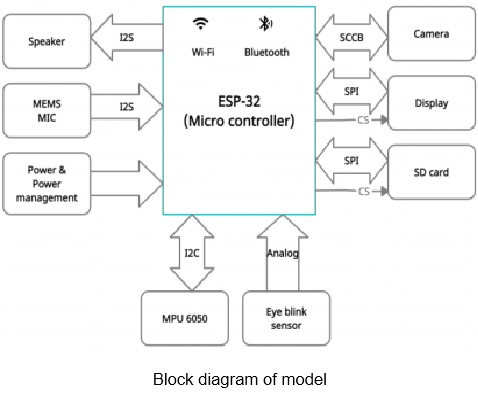 Speaker
I2S
Wi-Fi
Bluetooth
SCCB
Camera
MEMS
MIC
I2S
ESP-32
(Micro controller)
SPI
CS
Display
Power &
Power
management
SPI
CS
SD card
I2C
Analog
MPU 6050
Eye blink
sensor
Block diagram of model